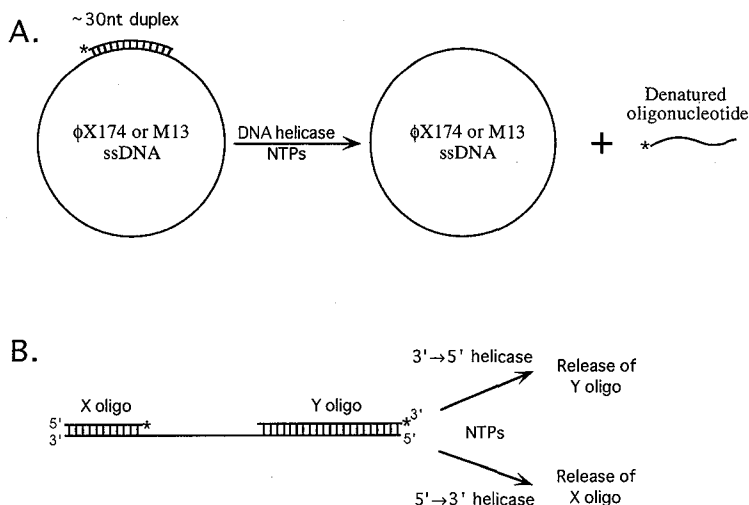 A.
~30nt duplex
*
ϕX174 or M13
ssDNA
DNA helicase
NTPs
ϕX174 or M13
ssDNA
+
Denatured
oligonucleotide
*
B.
X oligo
5'
3'
*
Y oligo
*3'
5'
3'→5' helicase
NTPs
5'→3' helicase
Release of
Y oligo
Release of
X oligo